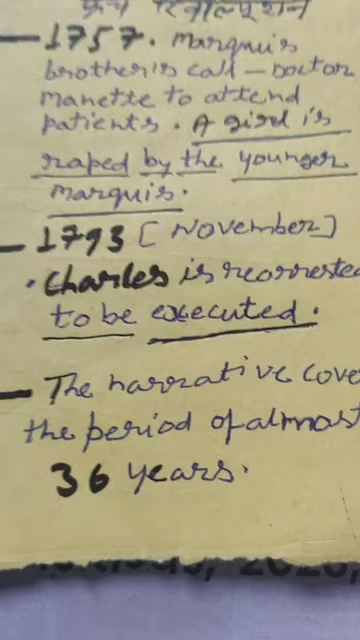 — 1757. Marquis
brother's call — Doctor
Manette to attend
patients. A girl is
raped by the younger
marquis.
— 1793 [November]
• Charles is rearrested
to be executed.
— The narrative cove
the period of almost
36 years.